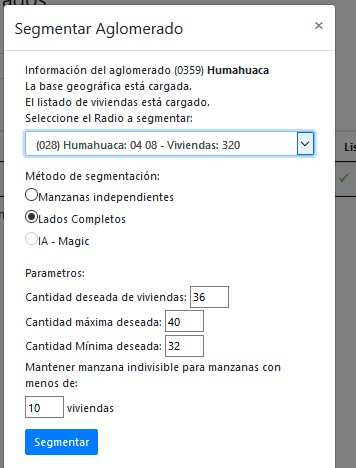 Segmentar Aglomerado
×
Información del aglomerado (0359) Humahuaca
La base geográfica está cargada.
El listado de viviendas está cargado.
Seleccione el Radio a segmentar:
(028) Humahuaca: 04 08 - Viviendas: 320
Método de segmentación:
Manzanas independientes
Lados Completos
IA - Magic
Parametros:
Cantidad deseada de viviendas: 36
Cantidad máxima deseada: 40
Cantidad Mínima deseada: 32
Mantener manzana indivisible para manzanas con
menos de:
10 viviendas
Segmentar